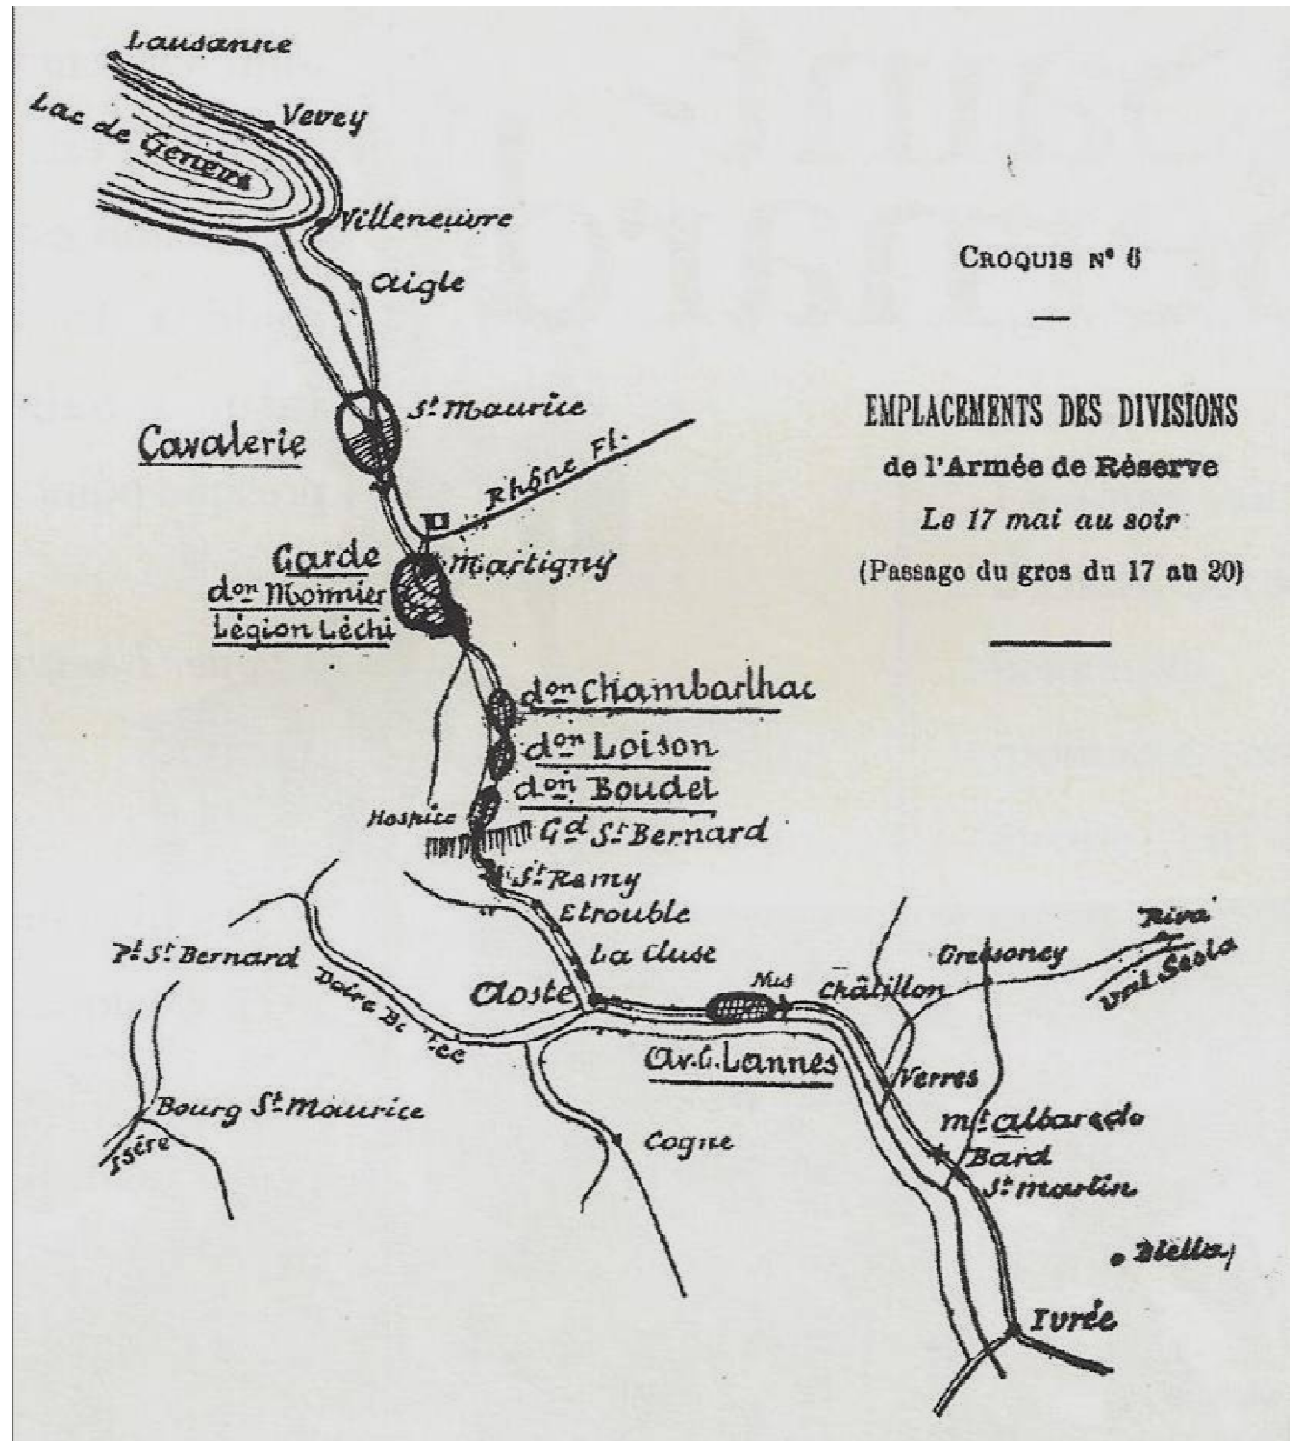 Lausanne
Vevey
Lac de Genève
Villeneuve
Aigle
CROQUIS N° 6
EMPLACEMENTS DES DIVISIONS
de l'Armée de Réserve
Le 17 mai au soir
(Passage du gros du 17 au 20)
St Maurice
Cavalerie
Rhône Fl.
Garde
Martigny
don Monnier
Légion Léchi
don Chambarlhac
don Loison
don Boudet
Hospice
Gd St Bernard
St Remy
Etrouble
La Cluse
Pt St Bernard
Doire B
Aoste
Nus
Châtillon
Gressoney
Riva
Val. Sesia
Av.G. Lannes
Verres
Bourg St Maurice
Isère
Cogne
Mt Albaredo
Bard
St Martin
Biella
Ivrée